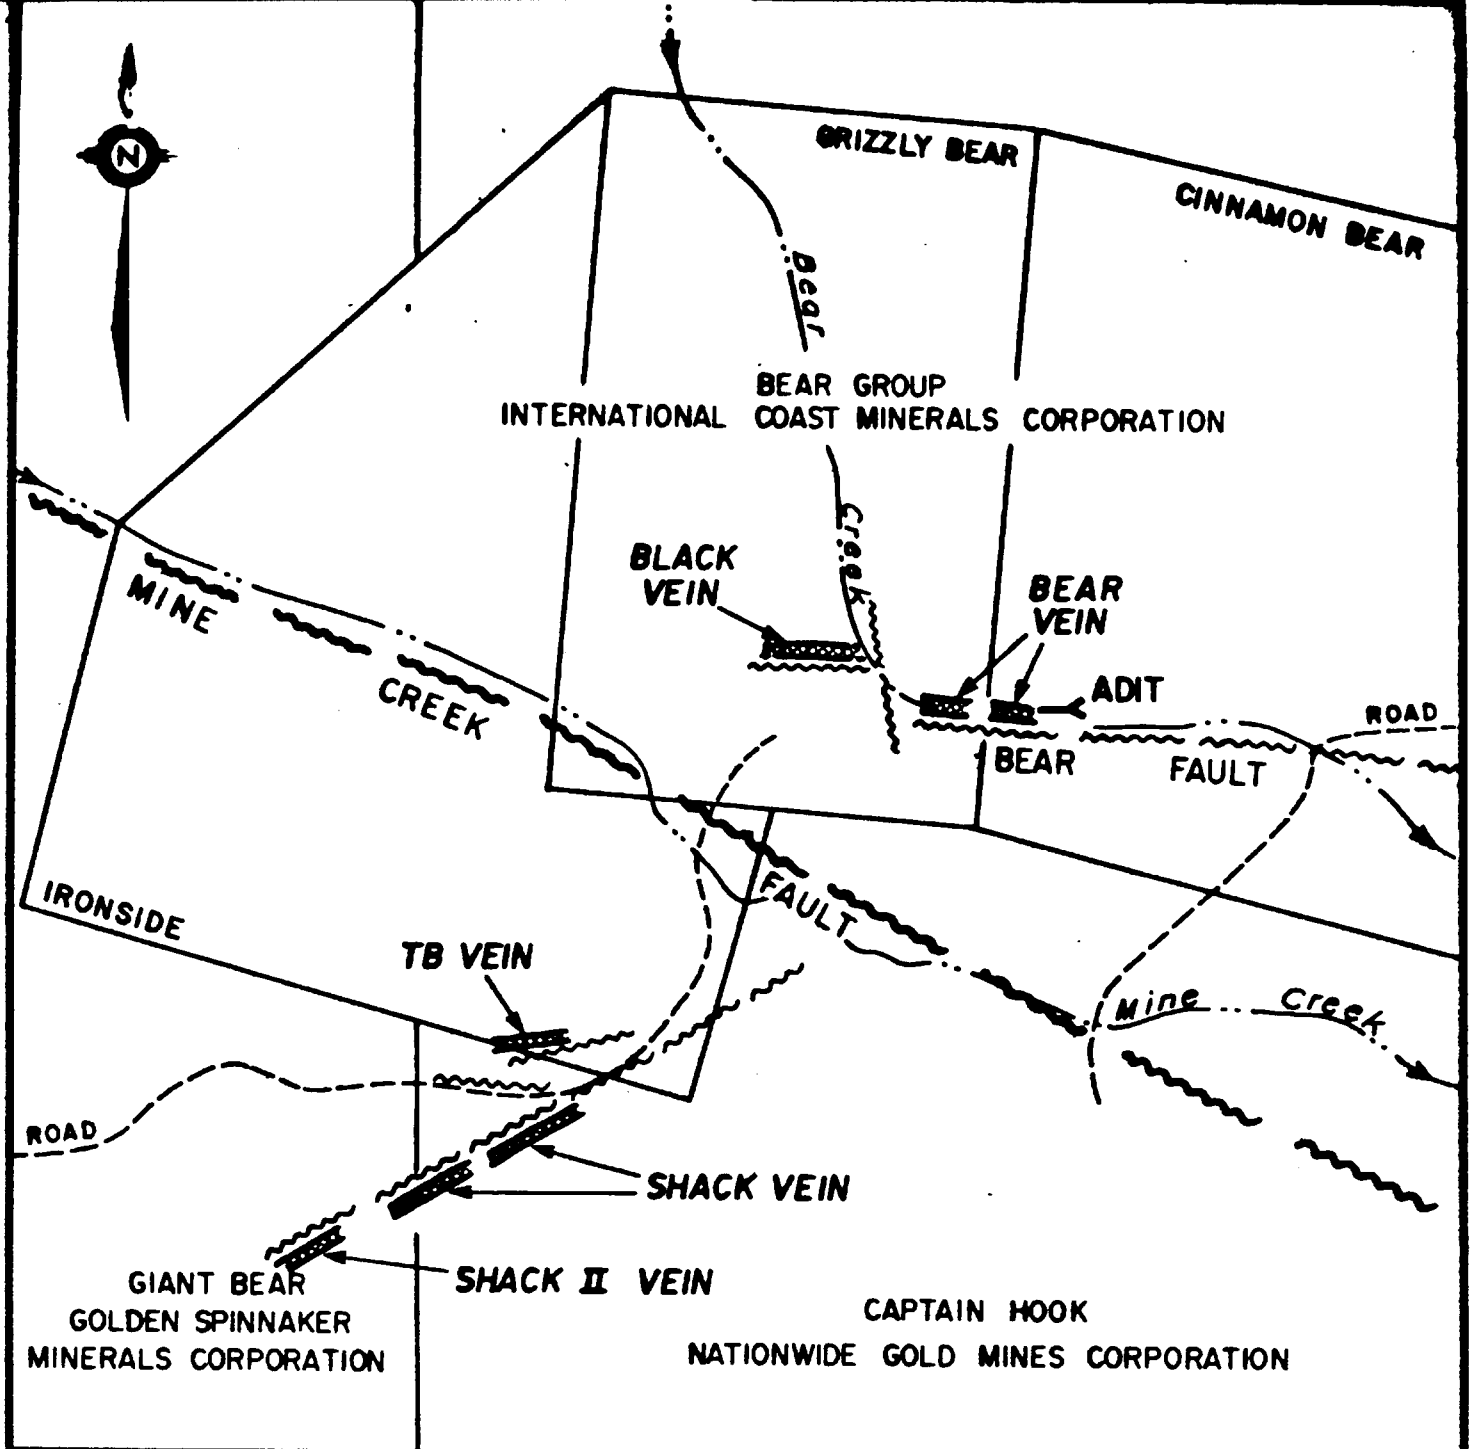 N
GRIZZLY BEAR
CINNAMON BEAR
Bear
BEAR GROUP
INTERNATIONAL COAST MINERALS CORPORATION
Creek
BLACK
VEIN
BEAR
VEIN
MINE
ADIT
CREEK
ROAD
BEAR
FAULT
IRONSIDE
FAULT
TB VEIN
Mine Creek
ROAD
SHACK VEIN
SHACK II VEIN
GIANT BEAR
GOLDEN SPINNAKER
MINERALS CORPORATION
CAPTAIN HOOK
NATIONWIDE GOLD MINES CORPORATION